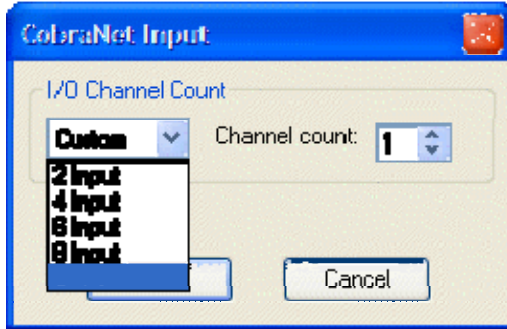 CobraNet Input
I/O Channel Count
Custom
Channel count:
1
2 Input
4 Input
6 Input
8 Input
Cancel